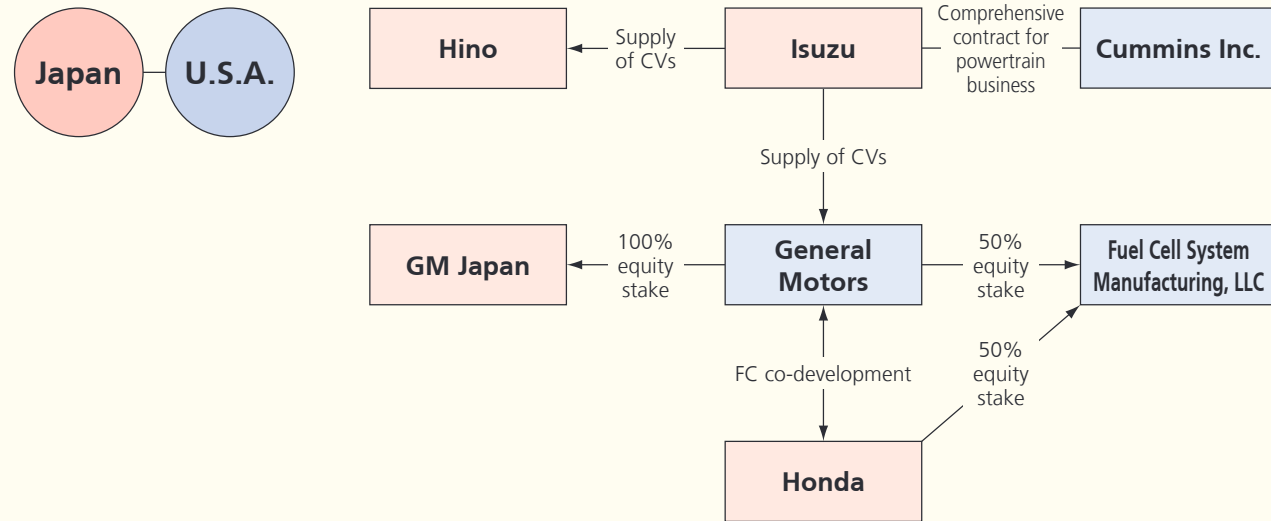 Japan
U.S.A.
Hino
Supply
of CVs
Isuzu
Comprehensive
contract for
powertrain
business
Cummins Inc.
Supply of CVs
GM Japan
100%
equity
stake
General
Motors
50%
equity
stake
Fuel Cell System
Manufacturing, LLC
FC co-development
50%
equity
stake
Honda